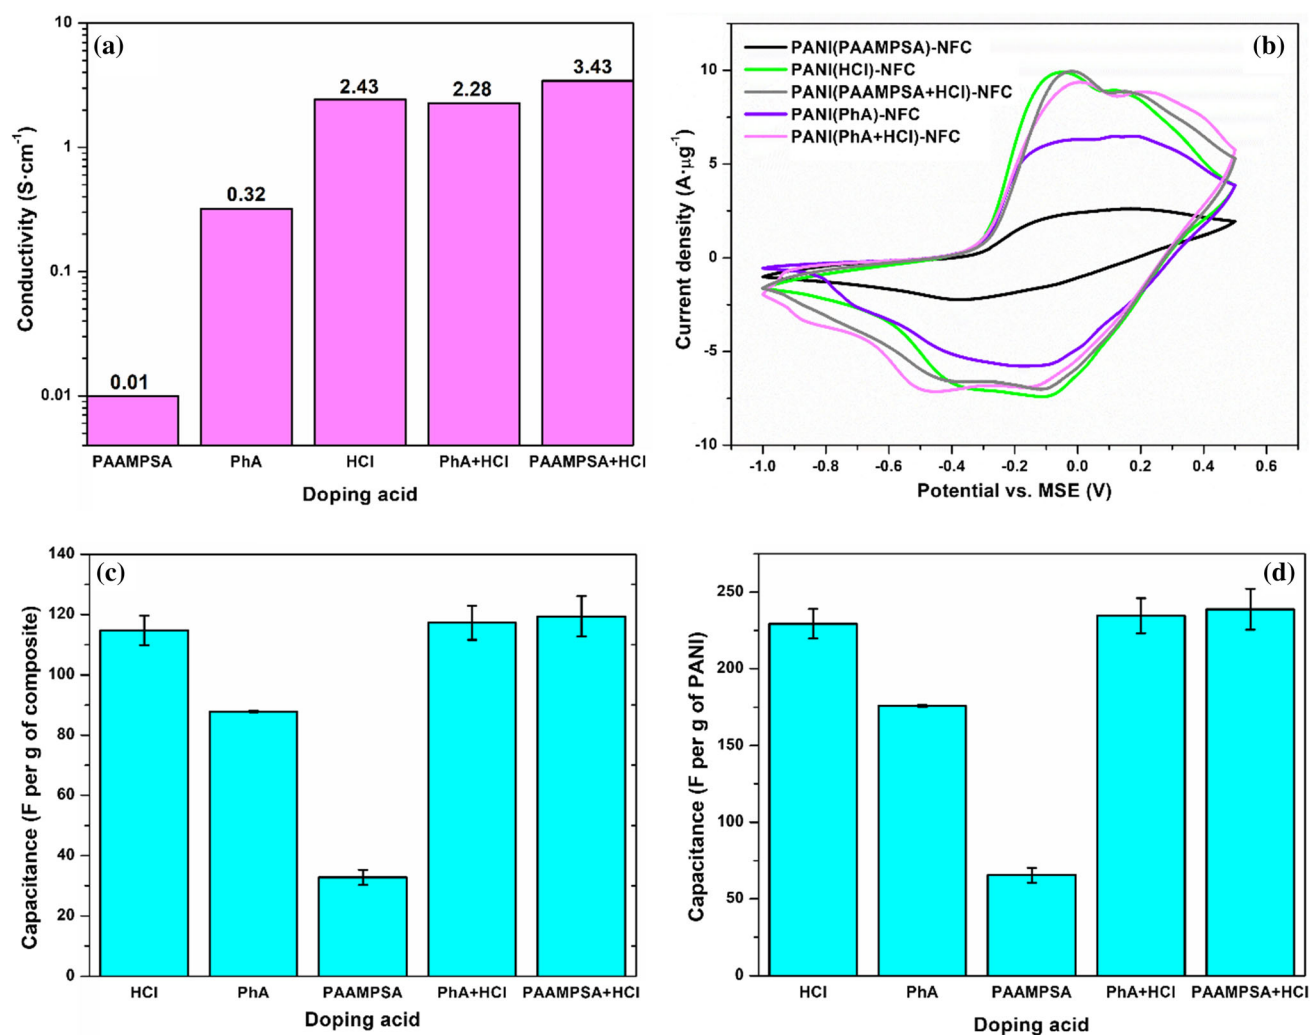 (a)
Conductivity (S·cm⁻¹)
10
1
0.1
0.01
0.01
0.32
2.43
2.28
3.43
PAAMPSA PhA HCl PhA+HCl PAAMPSA+HCl
Doping acid
(b)
PANI(PAAMPSA)-NFC
PANI(HCl)-NFC
PANI(PAAMPSA+HCl)-NFC
PANI(PhA)-NFC
PANI(PhA+HCl)-NFC
Current density (A·μg⁻¹)
10
5
0
-5
-10
-1.0 -0.8 -0.6 -0.4 -0.2 0.0 0.2 0.4 0.6
Potential vs. MSE (V)
(c)
Capacitance (F per g of composite)
140
120
100
80
60
40
20
0
HCl PhA PAAMPSA PhA+HCl PAAMPSA+HCl
Doping acid
(d)
Capacitance (F per g of PANI)
250
200
150
100
50
0
HCl PhA PAAMPSA PhA+HCl PAAMPSA+HCl
Doping acid